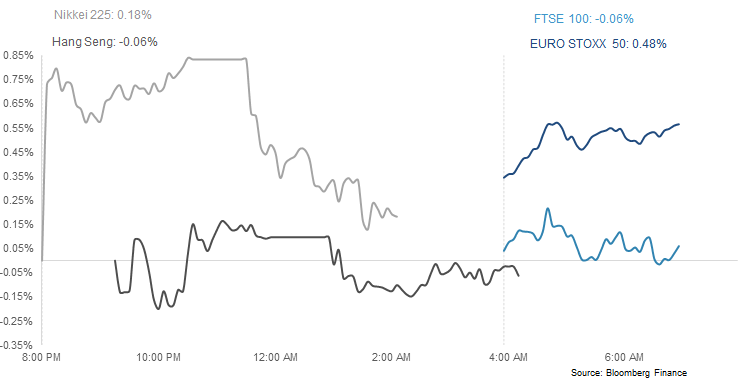 Nikkei 225: 0.18%
Hang Seng: -0.06%
FTSE 100: -0.06%
EURO STOXX 50: 0.48%
0.85%
0.75%
0.65%
0.55%
0.45%
0.35%
0.25%
0.15%
0.05%
-0.05%
-0.15%
-0.25%
-0.35%
8:00 PM 10:00 PM 12:00 AM 2:00 AM 4:00 AM 6:00 AM
Source: Bloomberg Finance